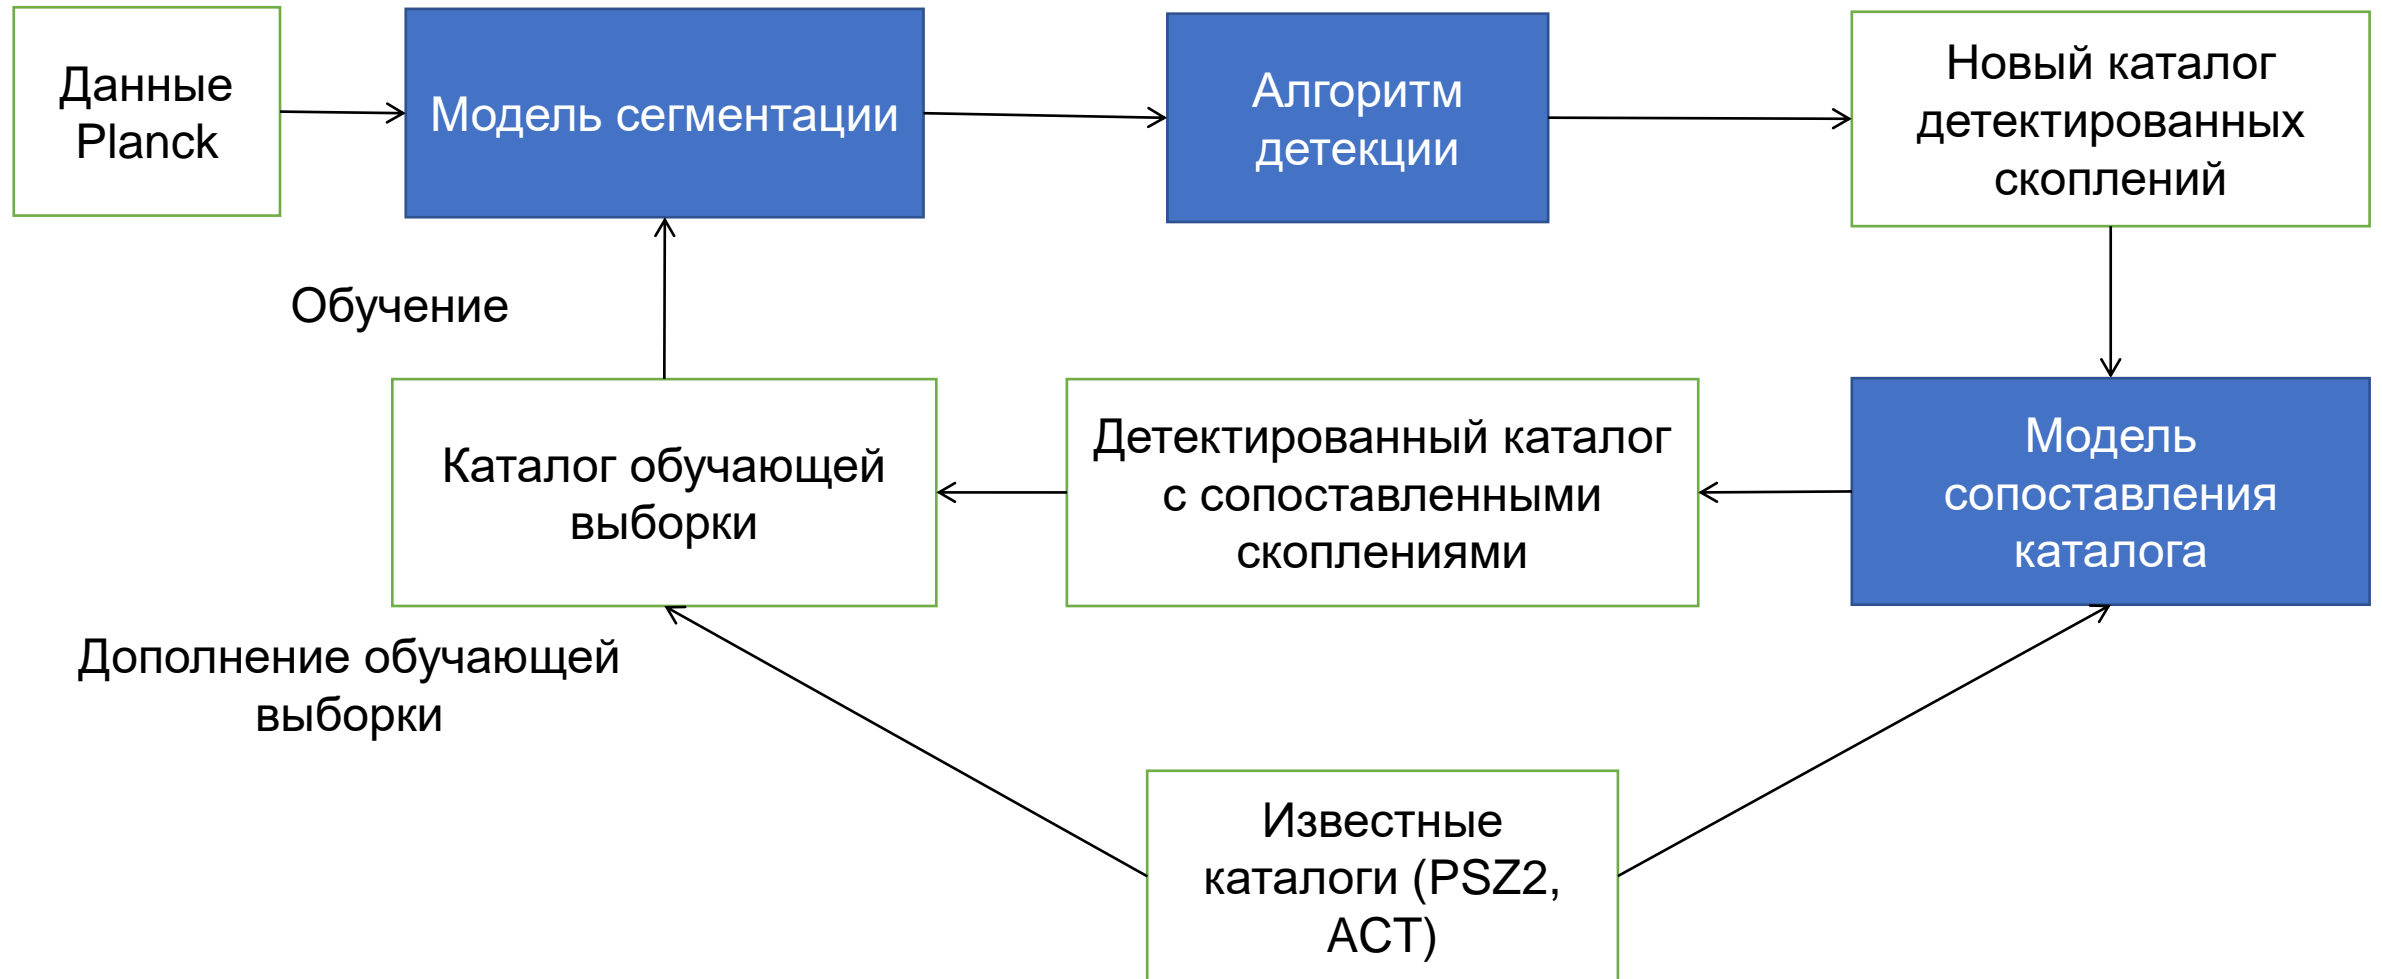 Данные
Planck
Модель сегментации
Алгоритм
детекции
Новый каталог
детектированных
скоплений
Обучение
Каталог обучающей
выборки
Детектированный каталог
с сопоставленными
скоплениями
Модель
сопоставления
каталога
Дополнение обучающей
выборки
Известные
каталоги (PSZ2,
ACT)